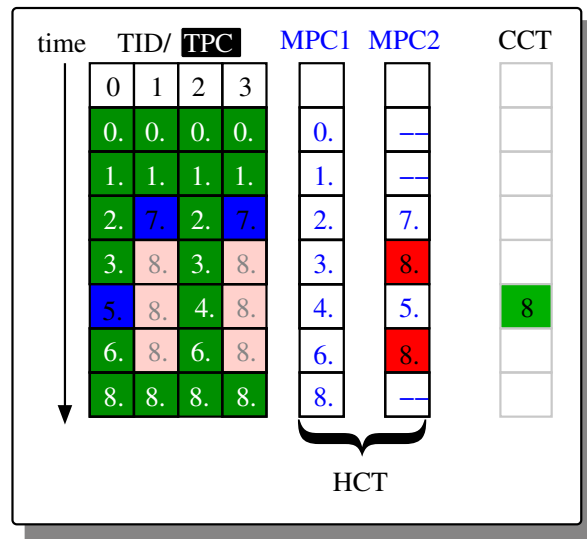 time TID/ TPC MPC1 MPC2 CCT
0 1 2 3
0. 0. 0. 0. 0. --
1. 1. 1. 1. 1. --
2. 7. 2. 7. 2. 7.
3. 8. 3. 8. 3. 8.
5. 8. 4. 8. 4. 5. 8
6. 8. 6. 8. 6. 8.
8. 8. 8. 8. 8. --
HCT